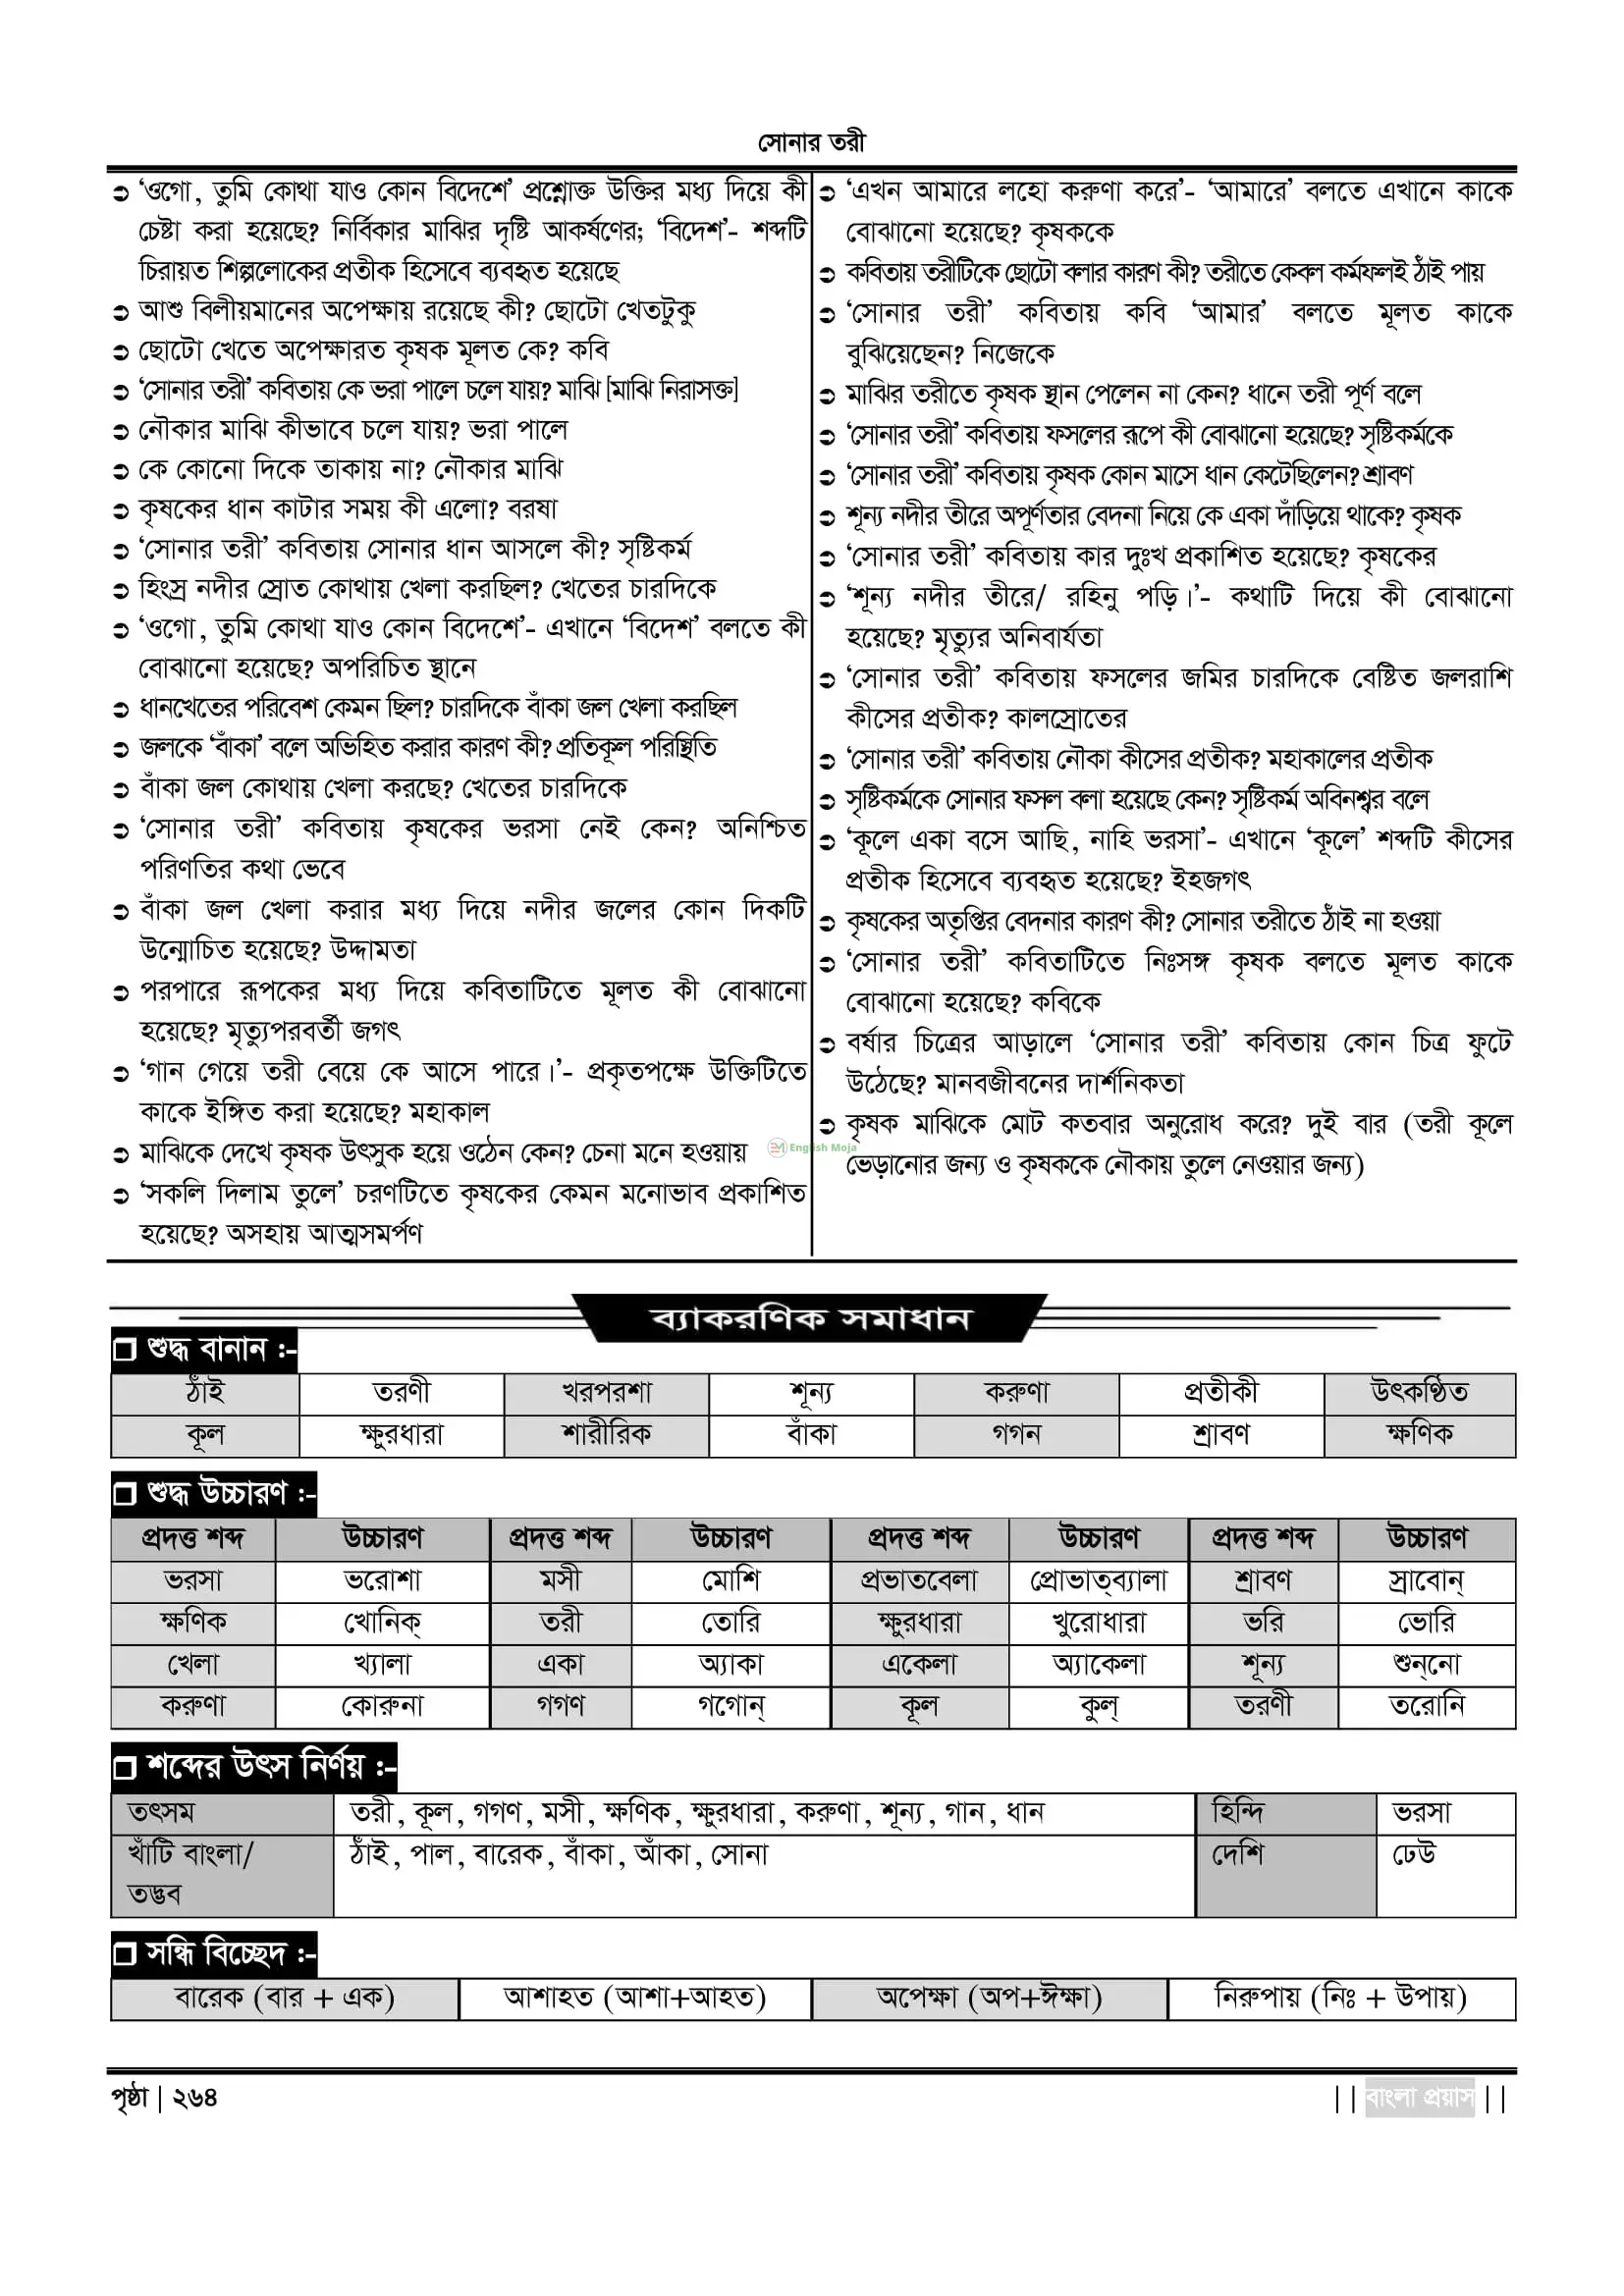 সোনার তরী
➲ ‘ওগো, তুমি কোথা যাও কোন বিদেশে’ প্রশ্নোক্ত উক্তির মধ্য দিয়ে কী
চেষ্টা করা হয়েছে? নির্বিকার মাঝির দৃষ্টি আকর্ষণের; ‘বিদেশ’- শব্দটি
চিরায়ত শিল্পলোকের প্রতীক হিসেবে ব্যবহৃত হয়েছে
➲ আশু বিলীয়মানের অপেক্ষায় রয়েছে কী? ছোটো খেতটুকু
➲ ছোটো খেতে অপেক্ষারত কৃষক মূলত কে? কবি
➲ ‘সোনার তরী’ কবিতায় কে ভরা পালে চলে যায়? মাঝি [মাঝি নিরাসক্ত]
➲ নৌকার মাঝি কীভাবে চলে যায়? ভরা পালে
➲ কে কোনো দিকে তাকায় না? নৌকার মাঝি
➲ কৃষকের ধান কাটার সময় কী এলো? বরষা
➲ ‘সোনার তরী’ কবিতায় সোনার ধান আসলে কী? সৃষ্টিকর্ম
➲ হিংস্র নদীর স্রোত কোথায় খেলা করছিল? খেতের চারদিকে
➲ ‘ওগো, তুমি কোথা যাও কোন বিদেশে’- এখানে ‘বিদেশ’ বলতে কী
বোঝানো হয়েছে? অপরিচিত স্থানে
➲ ধানখেতের পরিবেশ কেমন ছিল? চারদিকে বাঁকা জল খেলা করছিল
➲ জলকে ‘বাঁকা’ বলে অভিহিত করার কারণ কী? প্রতিকূল পরিস্থিতি
➲ বাঁকা জল কোথায় খেলা করছে? খেতের চারদিকে
➲ ‘সোনার তরী’ কবিতায় কৃষকের ভরসা নেই কেন? অনিশ্চিত
পরিণতির কথা ভেবে
➲ বাঁকা জল খেলা করার মধ্য দিয়ে নদীর জলের কোন দিকটি
উন্মোচিত হয়েছে? উদ্দামতা
➲ পরপারে রূপকের মধ্য দিয়ে কবিতাটিতে মূলত কী বোঝানো
হয়েছে? মৃত্যুপরবর্তী জগৎ
➲ ‘গান গেয়ে তরী বেয়ে কে আসে পারে।’- প্রকৃতপক্ষে উক্তিটিতে
কাকে ইঙ্গিত করা হয়েছে? মহাকাল
➲ মাঝিকে দেখে কৃষক উৎসুক হয়ে ওঠেন কেন? চেনা মনে হওয়ায়
➲ ‘সকলি দিলাম তুলে’ চরণটিতে কৃষকের কেমন মনোভাব প্রকাশিত
হয়েছে? অসহায় আত্মসমর্পণ
➲ ‘এখন আমারে লহো করুণা করে’- ‘আমারে’ বলতে এখানে কাকে
বোঝানো হয়েছে? কৃষককে
➲ কবিতায় তরীটিকে ছোটো বলার কারণ কী? তরীতে কেবল কর্মফলই ঠাঁই পায়
➲ ‘সোনার তরী’ কবিতায় কবি ‘আমার’ বলতে মূলত কাকে
বুঝিয়েছেন? নিজেকে
➲ মাঝির তরীতে কৃষক স্থান পেলেন না কেন? ধানে তরী পূর্ণ বলে
➲ ‘সোনার তরী’ কবিতায় ফসলের রূপে কী বোঝানো হয়েছে? সৃষ্টিকর্মকে
➲ ‘সোনার তরী’ কবিতায় কৃষক কোন মাসে ধান কেটেছিলেন? শ্রাবণ
➲ শূন্য নদীর তীরে অপূর্ণতার বেদনা নিয়ে কে একা দাঁড়িয়ে থাকে? কৃষক
➲ ‘সোনার তরী’ কবিতায় কার দুঃখ প্রকাশিত হয়েছে? কৃষকের
➲ ‘শূন্য নদীর তীরে/ রহিনু পড়ি।’- কথাটি দিয়ে কী বোঝানো
হয়েছে? মৃত্যুর অনিবার্যতা
➲ ‘সোনার তরী’ কবিতায় ফসলের জমির চারদিকে বেষ্টিত জলরাশি
কীসের প্রতীক? কালস্রোতের
➲ ‘সোনার তরী’ কবিতায় নৌকা কীসের প্রতীক? মহাকালের প্রতীক
➲ সৃষ্টিকর্মকে সোনার ফসল বলা হয়েছে কেন? সৃষ্টিকর্ম অবিনশ্বর বলে
➲ ‘কূলে একা বসে আছি, নাহি ভরসা’- এখানে ‘কূলে’ শব্দটি কীসের
প্রতীক হিসেবে ব্যবহৃত হয়েছে? ইহজগৎ
➲ কৃষকের অতৃপ্তির বেদনার কারণ কী? সোনার তরীতে ঠাঁই না হওয়া
➲ ‘সোনার তরী’ কবিতাটিতে নিঃসঙ্গ কৃষক বলতে মূলত কাকে
বোঝানো হয়েছে? কবিকে
➲ বর্ষার চিত্রের আড়ালে ‘সোনার তরী’ কবিতায় কোন চিত্র ফুটে
উঠেছে? মানবজীবনের দার্শনিকতা
➲ কৃষক মাঝিকে মোট কতবার অনুরোধ করে? দুই বার (তরী কূলে
ভেড়ানোর জন্য ও কৃষককে নৌকায় তুলে নেওয়ার জন্য)
English Moja
ব্যাকরণিক সমাধান
❒ শুদ্ধ বানান :-
ঠাঁই তরণী খরপরশা শূন্য করুণা প্রতীকী উৎকণ্ঠিত
কূল ক্ষুরধারা শারীরিক বাঁকা গগন শ্রাবণ ক্ষণিক
❒ শুদ্ধ উচ্চারণ :-
প্রদত্ত শব্দ উচ্চারণ প্রদত্ত শব্দ উচ্চারণ প্রদত্ত শব্দ উচ্চারণ প্রদত্ত শব্দ উচ্চারণ
ভরসা ভরোশা মসী মোশি প্রভাতবেলা প্রোভাত্‌ব্যালা শ্রাবণ স্রাবোন্
ক্ষণিক খোনিক্ তরী তোরি ক্ষুরধারা খুরোধারা ভরি ভোরি
খেলা খ্যালা একা অ্যাকা একেলা অ্যাকেলা শূন্য শুন্‌নো
করুণা কোরুনা গগণ গগোন্ কূল কুল্ তরণী তরোনি
❒ শব্দের উৎস নির্ণয় :-
তৎসম তরী, কূল, গগণ, মসী, ক্ষণিক, ক্ষুরধারা, করুণা, শূন্য, গান, ধান হিন্দি ভরসা
খাঁটি বাংলা/ ঠাঁই, পাল, বারেক, বাঁকা, আঁকা, সোনা দেশি ঢেউ
তদ্ভব
❒ সন্ধি বিচ্ছেদ :-
বারেক (বার + এক) আশাহত (আশা+আহত) অপেক্ষা (অপ+ঈক্ষা) নিরুপায় (নিঃ + উপায়)
পৃষ্ঠা | ২৬৪ || বাংলা প্রয়াস ||